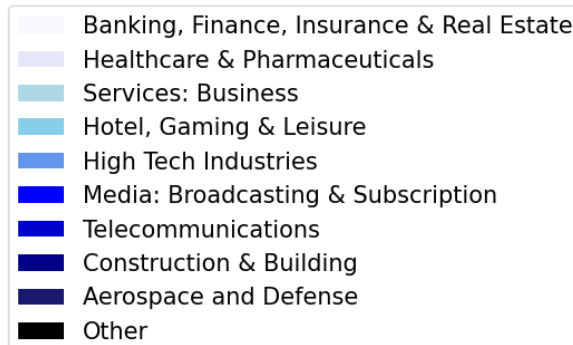 Banking, Finance, Insurance & Real Estate
Healthcare & Pharmaceuticals
Services: Business
Hotel, Gaming & Leisure
High Tech Industries
Media: Broadcasting & Subscription
Telecommunications
Construction & Building
Aerospace and Defense
Other